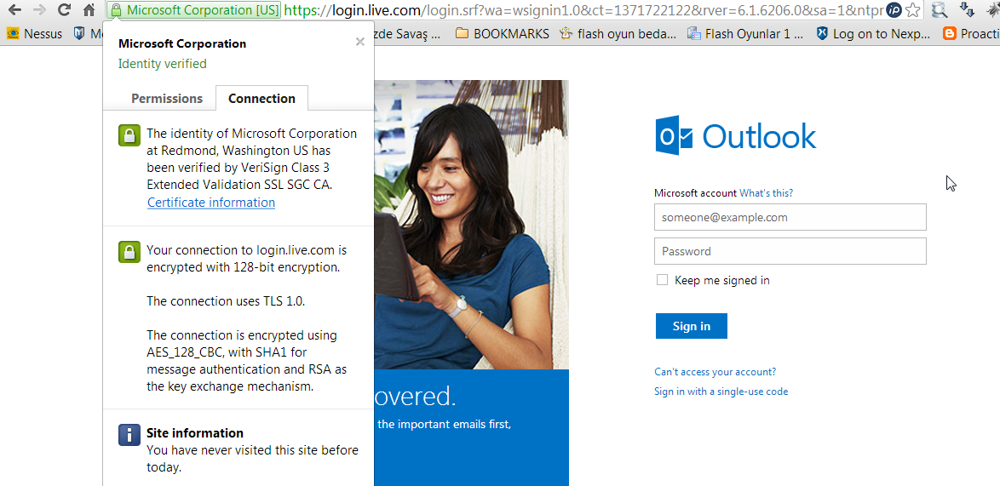 Microsoft Corporation [US] https://login.live.com/login.srf?wa=wsignin1.0&ct=1371722122&rver=6.1.6206.0&sa=1&ntpr
Nessus
zde Savaş ... BOOKMARKS flash oyun beda... Flash Oyunlar 1 ... Log on to Nexp... Proacti
Microsoft Corporation
Identity verified
Permissions Connection
The identity of Microsoft Corporation
at Redmond, Washington US has
been verified by VeriSign Class 3
Extended Validation SSL SGC CA.
Certificate information
Your connection to login.live.com is
encrypted with 128-bit encryption.
The connection uses TLS 1.0.
The connection is encrypted using
AES_128_CBC, with SHA1 for
message authentication and RSA as
the key exchange mechanism.
Site information
You have never visited this site before
today.
overed.
the important emails first,
Outlook
Microsoft account What's this?
someone@example.com
Password
Keep me signed in
Sign in
Can't access your account?
Sign in with a single-use code